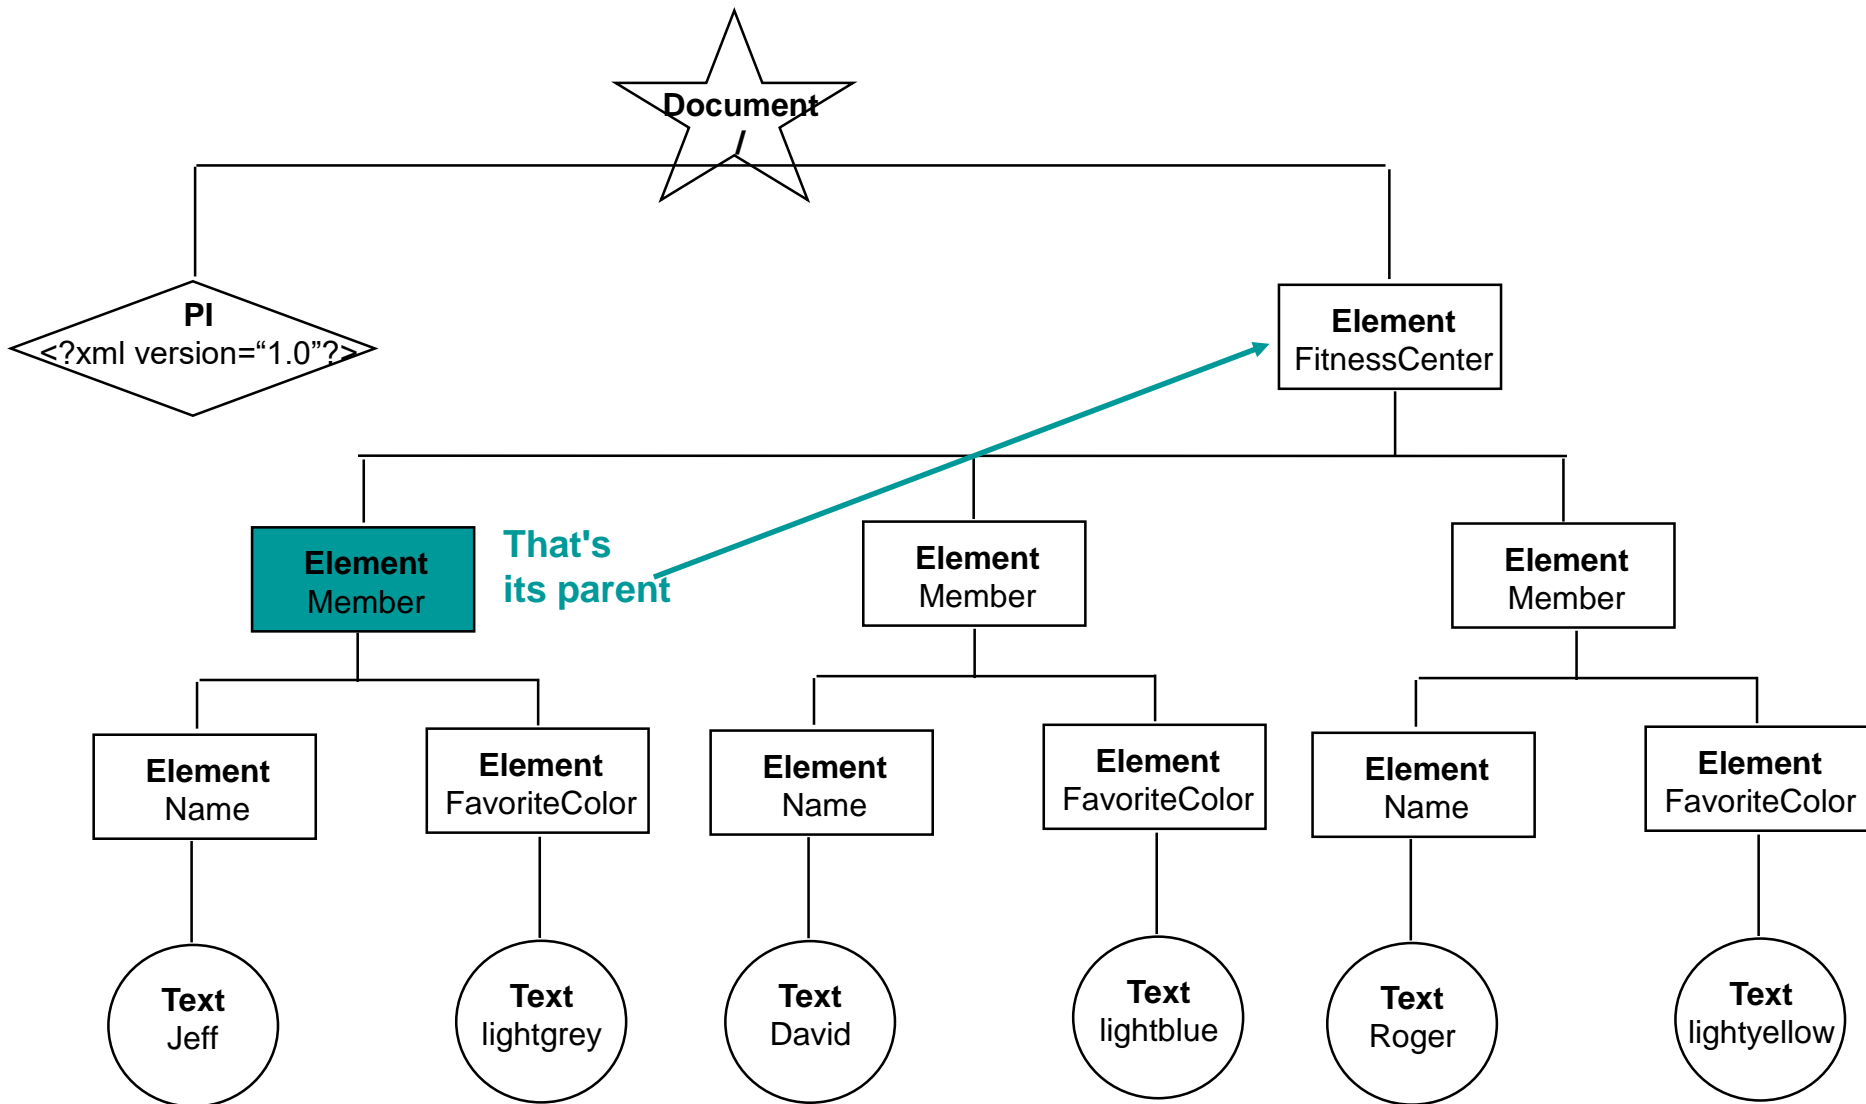 Document
/
PI
<?xml version=“1.0”?>
Element
FitnessCenter
That's
its parent
Element
Member
Element
Member
Element
Member
Element
Name
Element
FavoriteColor
Element
Name
Element
FavoriteColor
Element
Name
Element
FavoriteColor
Text
Jeff
Text
lightgrey
Text
David
Text
lightblue
Text
Roger
Text
lightyellow